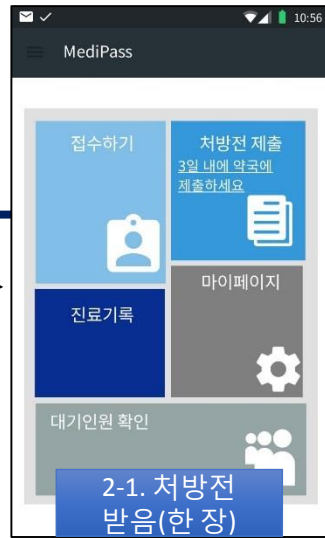 10:56
MediPass
접수하기
처방전 제출
3일 내에 약국에
제출하세요
진료기록
마이페이지
대기인원 확인
2-1. 처방전
받음(한 장)